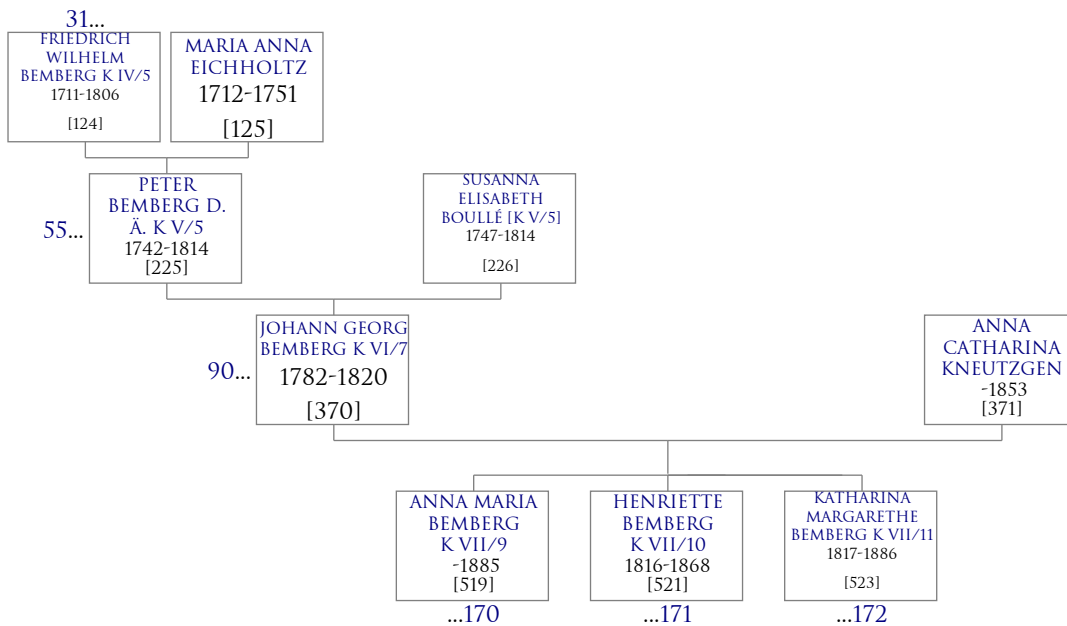 31...
FRIEDRICH
WILHELM
BEMBERG K IV/5
1711-1806
[124]
MARIA ANNA
EICHHOLTZ
1712-1751
[125]
55...
PETER
BEMBERG D.
Ä. K V/5
1742-1814
[225]
SUSANNA
ELISABETH
BOULLÉ [K V/5]
1747-1814
[226]
90...
JOHANN GEORG
BEMBERG K VI/7
1782-1820
[370]
ANNA
CATHARINA
KNEUTZGEN
-1853
[371]
ANNA MARIA
BEMBERG
K VII/9
-1885
[519]
...170
HENRIETTE
BEMBERG
K VII/10
1816-1868
[521]
...171
KATHARINA
MARGARETHE
BEMBERG K VII/11
1817-1886
[523]
...172